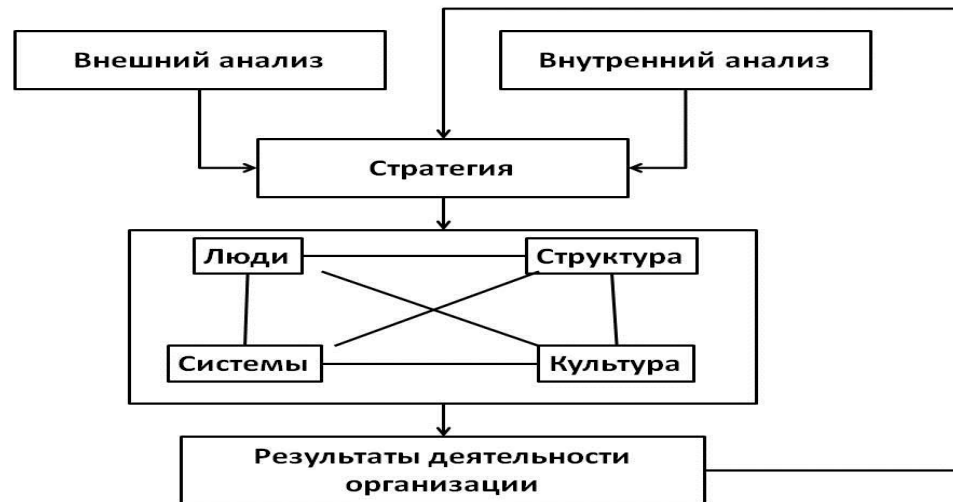 Внешний анализ
Внутренний анализ
Стратегия
Люди
Структура
Системы
Культура
Результаты деятельности
организации